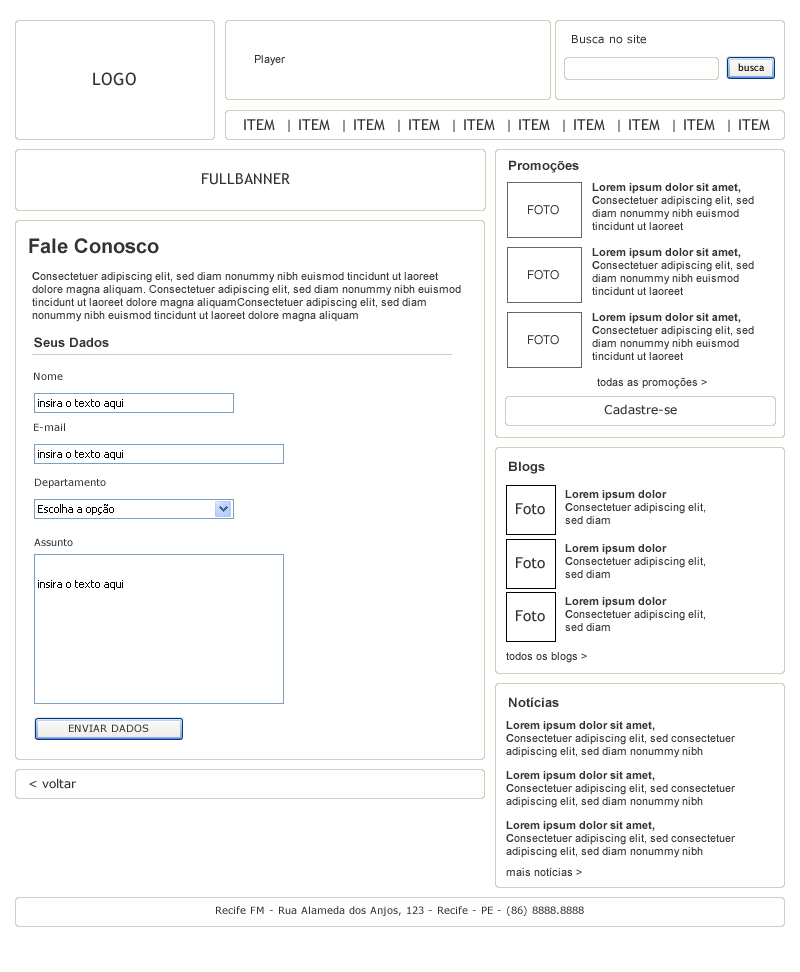 LOGO
Player
Busca no site
busca
ITEM | ITEM | ITEM | ITEM | ITEM | ITEM | ITEM | ITEM | ITEM | ITEM
FULLBANNER
Fale Conosco
Consectetuer adipiscing elit, sed diam nonummy nibh euismod tincidunt ut laoreet
dolore magna aliquam. Consectetuer adipiscing elit, sed diam nonummy nibh euismod
tincidunt ut laoreet dolore magna aliquamConsectetuer adipiscing elit, sed diam
nonummy nibh euismod tincidunt ut laoreet dolore magna aliquam
Seus Dados
Nome
insira o texto aqui
E-mail
insira o texto aqui
Departamento
Escolha a opção
Assunto
insira o texto aqui
ENVIAR DADOS
< voltar
Promoções
FOTO
Lorem ipsum dolor sit amet,
Consectetuer adipiscing elit, sed
diam nonummy nibh euismod
tincidunt ut laoreet
FOTO
Lorem ipsum dolor sit amet,
Consectetuer adipiscing elit, sed
diam nonummy nibh euismod
tincidunt ut laoreet
FOTO
Lorem ipsum dolor sit amet,
Consectetuer adipiscing elit, sed
diam nonummy nibh euismod
tincidunt ut laoreet
todas as promoções >
Cadastre-se
Blogs
Foto
Lorem ipsum dolor
Consectetuer adipiscing elit,
sed diam
Foto
Lorem ipsum dolor
Consectetuer adipiscing elit,
sed diam
Foto
Lorem ipsum dolor
Consectetuer adipiscing elit,
sed diam
todos os blogs >
Notícias
Lorem ipsum dolor sit amet,
Consectetuer adipiscing elit, sed consectetuer
adipiscing elit, sed diam nonummy nibh
Lorem ipsum dolor sit amet,
Consectetuer adipiscing elit, sed consectetuer
adipiscing elit, sed diam nonummy nibh
Lorem ipsum dolor sit amet,
Consectetuer adipiscing elit, sed consectetuer
adipiscing elit, sed diam nonummy nibh
mais notícias >
Recife FM - Rua Alameda dos Anjos, 123 - Recife - PE - (86) 8888.8888